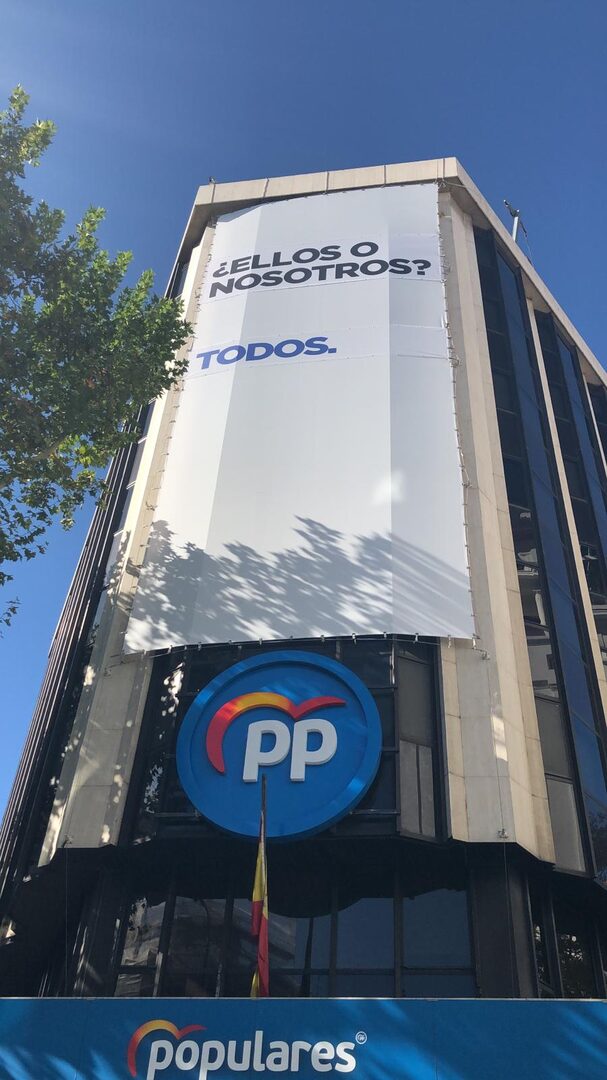 ¿ELLOS O
NOSOTROS?
TODOS.
pp
populares